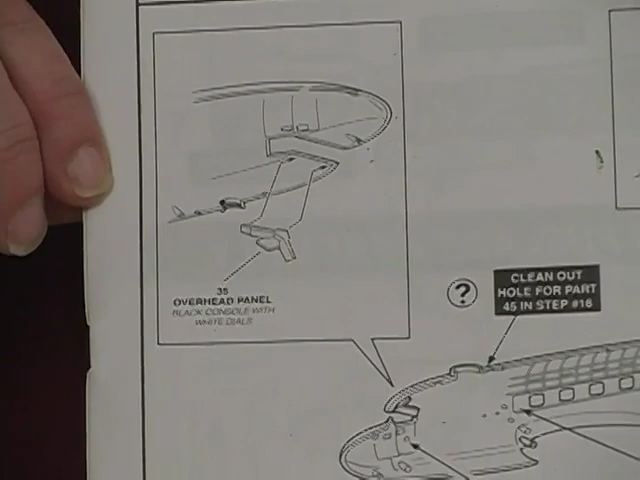 35
OVERHEAD PANEL
BLACK CONSOLE WITH
WHITE DIALS
?
CLEAN OUT
HOLE FOR PART
45 IN STEP #16